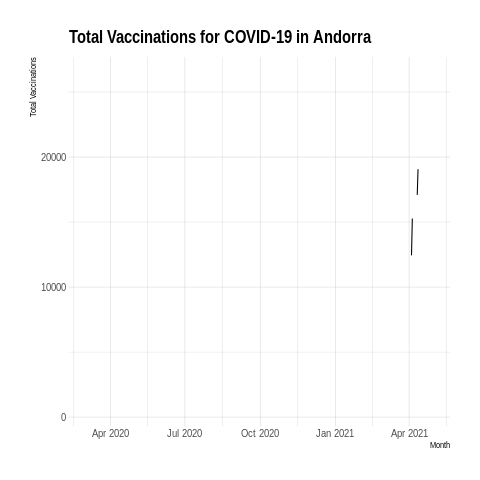 Total Vaccinations for COVID-19 in Andorra
Total Vaccinations
20000
10000
0
Apr 2020 Jul 2020 Oct 2020 Jan 2021 Apr 2021
Month